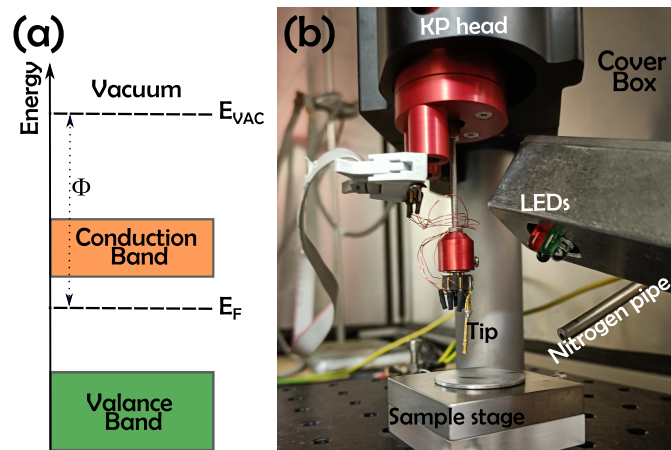 (a)
Energy
Vacuum
E_VAC
Φ
Conduction
Band
E_F
Valance
Band
(b)
KP head
Cover
Box
LEDs
Nitrogen pipe
Tip
Sample stage